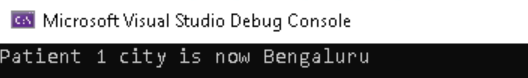 Microsoft Visual Studio Debug Console
Patient 1 city is now Bengaluru